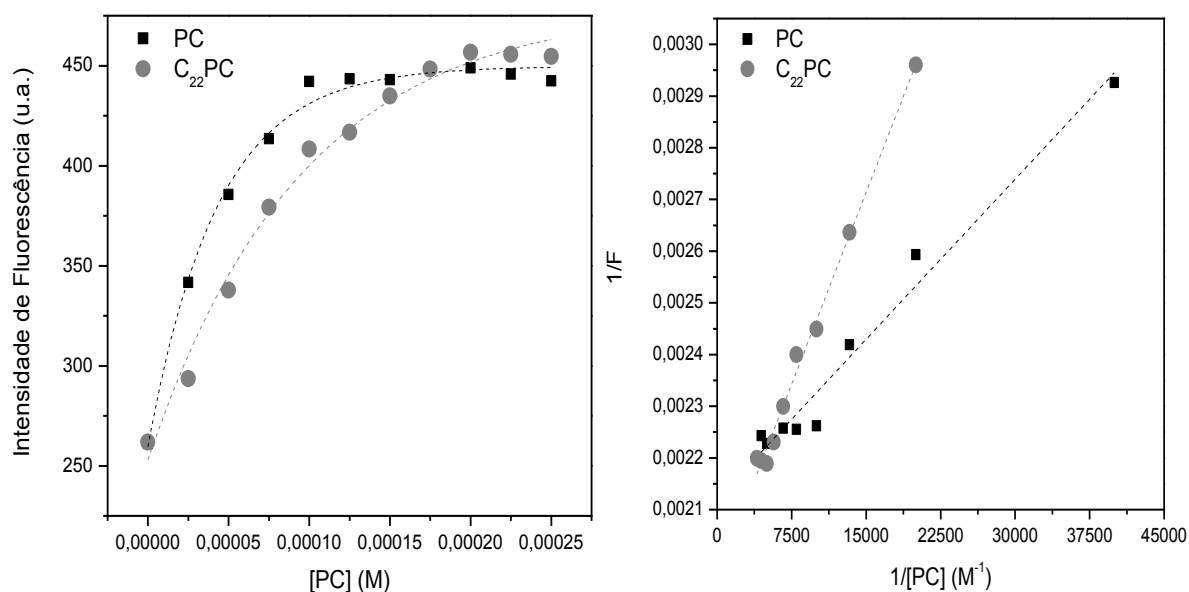 PC
C₂₂PC
450
400
350
300
250
Intensidade de Fluorescência (u.a.)
0,00000 0,00005 0,00010 0,00015 0,00020 0,00025
[PC] (M)
PC
C₂₂PC
0,0030
0,0029
0,0028
0,0027
0,0026
0,0025
0,0024
0,0023
0,0022
0,0021
1/F
0 7500 15000 22500 30000 37500 45000
1/[PC] (M⁻¹)